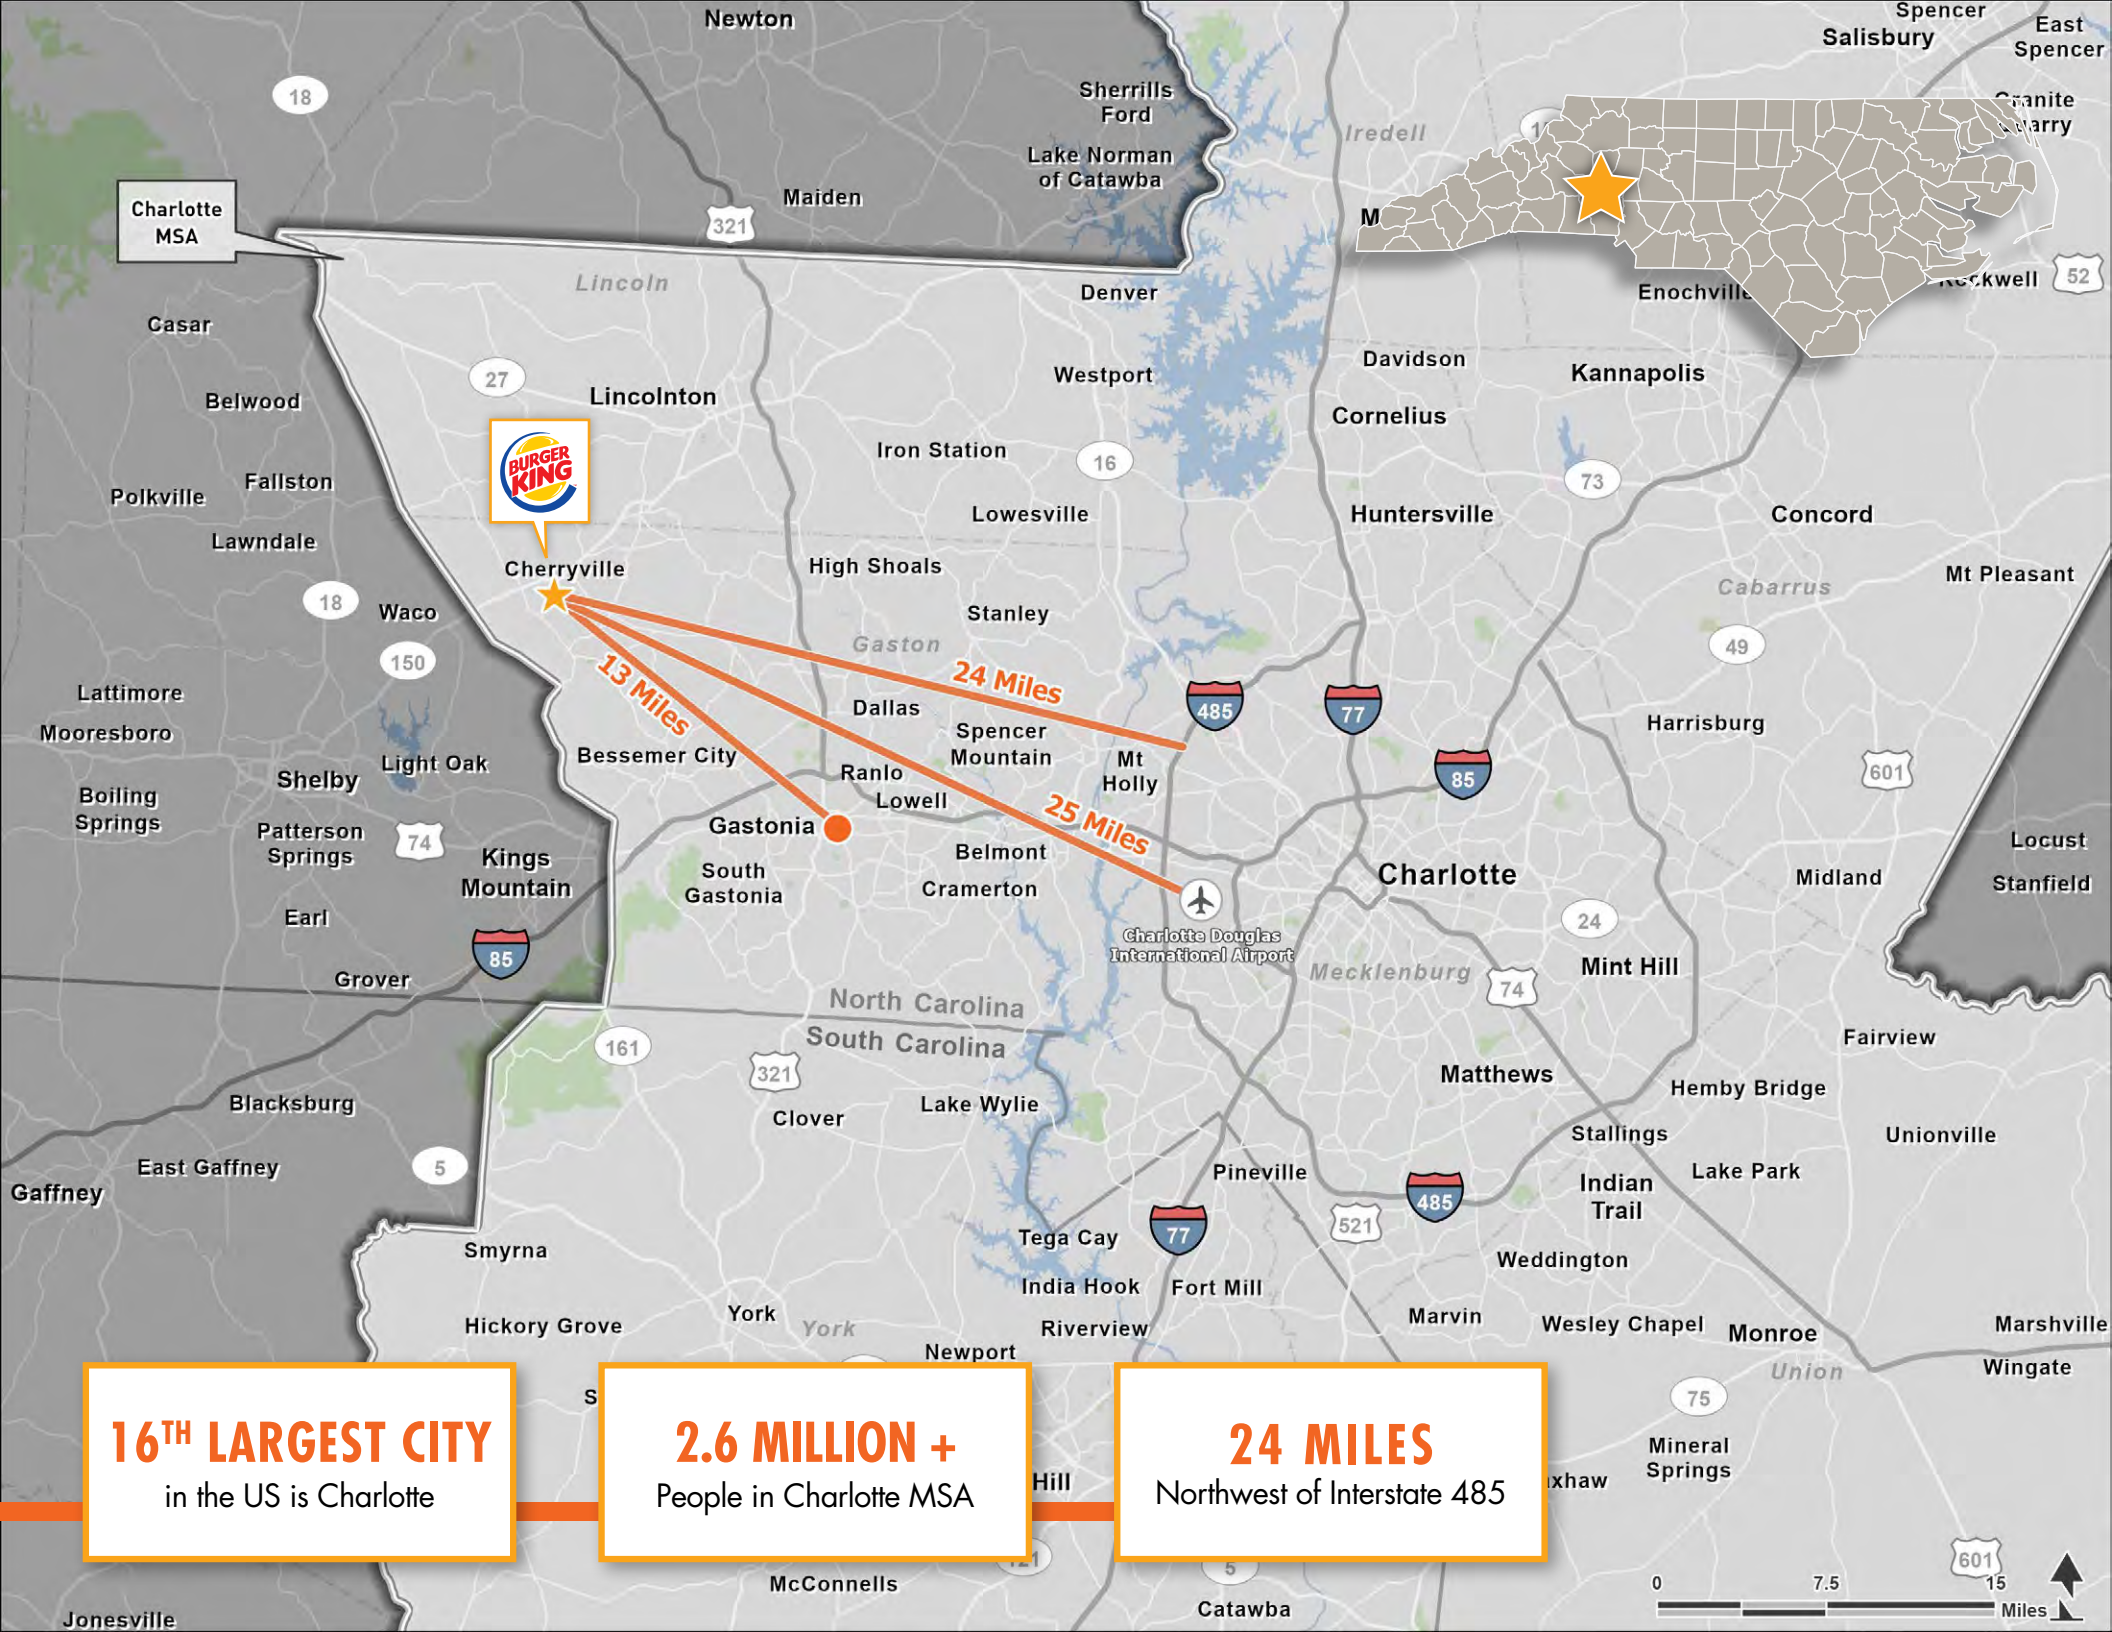 Newton
Spencer
Salisbury
East
Spencer
18
Sherrills
Ford
Iredell
Lake Norman
of Catawba
Maiden
321
Charlotte
MSA
Lincoln
Denver
Enochville
52
Casar
Davidson
Kannapolis
Westport
27
Lincolnton
Belwood
Cornelius
BURGER
KING
Iron Station
16
73
Fallston
Polkville
Lowesville
Huntersville
Concord
Lawndale
Cherryville
High Shoals
Mt Pleasant
Cabarrus
18
Waco
Stanley
Gaston
49
150
13 Miles
24 Miles
Lattimore
Dallas
485
77
Mooresboro
Spencer
Mountain
Harrisburg
Bessemer City
Light Oak
Mt
Holly
Shelby
Ranlo
85
601
Boiling
Springs
Lowell
25 Miles
Gastonia
Patterson
Springs
74
Kings
Mountain
Belmont
Locust
South
Gastonia
Cramerton
Charlotte
Midland
Stanfield
Earl
24
85
Charlotte Douglas
International Airport
Mecklenburg
Mint Hill
Grover
74
North Carolina
South Carolina
161
Fairview
321
Matthews
Hemby Bridge
Blacksburg
Clover
Lake Wylie
Stallings
Unionville
East Gaffney
5
Pineville
Lake Park
Gaffney
Indian
Trail
485
521
77
Tega Cay
Smyrna
Weddington
India Hook
Fort Mill
York
York
Hickory Grove
Riverview
Marvin
Wesley Chapel
Monroe
Marshville
Newport
Union
Wingate
75
16TH LARGEST CITY
in the US is Charlotte
2.6 MILLION +
People in Charlotte MSA
Hill
24 MILES
Northwest of Interstate 485
Mineral
Springs
601
McConnells
5
Catawba
Jonesville
0 7.5 15
Miles